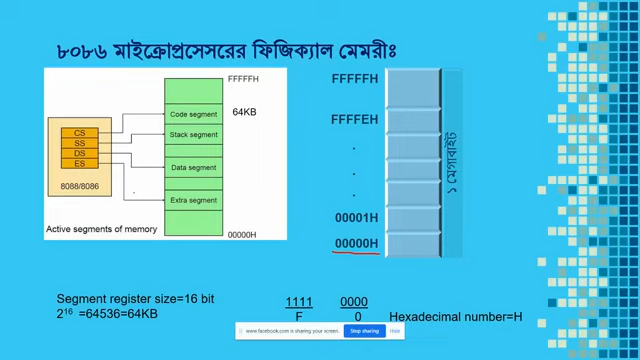 ৮০৮৬ মাইক্রোপ্রসেসরের ফিজিক্যাল মেমরীঃ
FFFFFH
Code segment
64KB
Stack segment
Data segment
Extra segment
CS
SS
DS
ES
8088/8086
Active segments of memory
00000H
FFFFFH
FFFFEH
.
.
.
00001H
00000H
১ মেগাবাইট
Segment register size=16 bit
2¹⁶ =64536=64KB
1111 0000
F 0
Hexadecimal number=H
www.facebook.com is sharing your screen.
Stop sharing
Hide